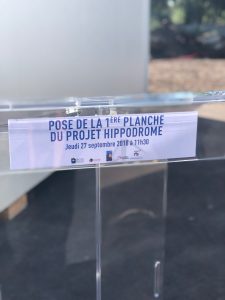 POSE DE LA 1ÈRE PLANCHE
DU PROJET HIPPODROME
Jeudi 27 septembre 2018 à 11h30